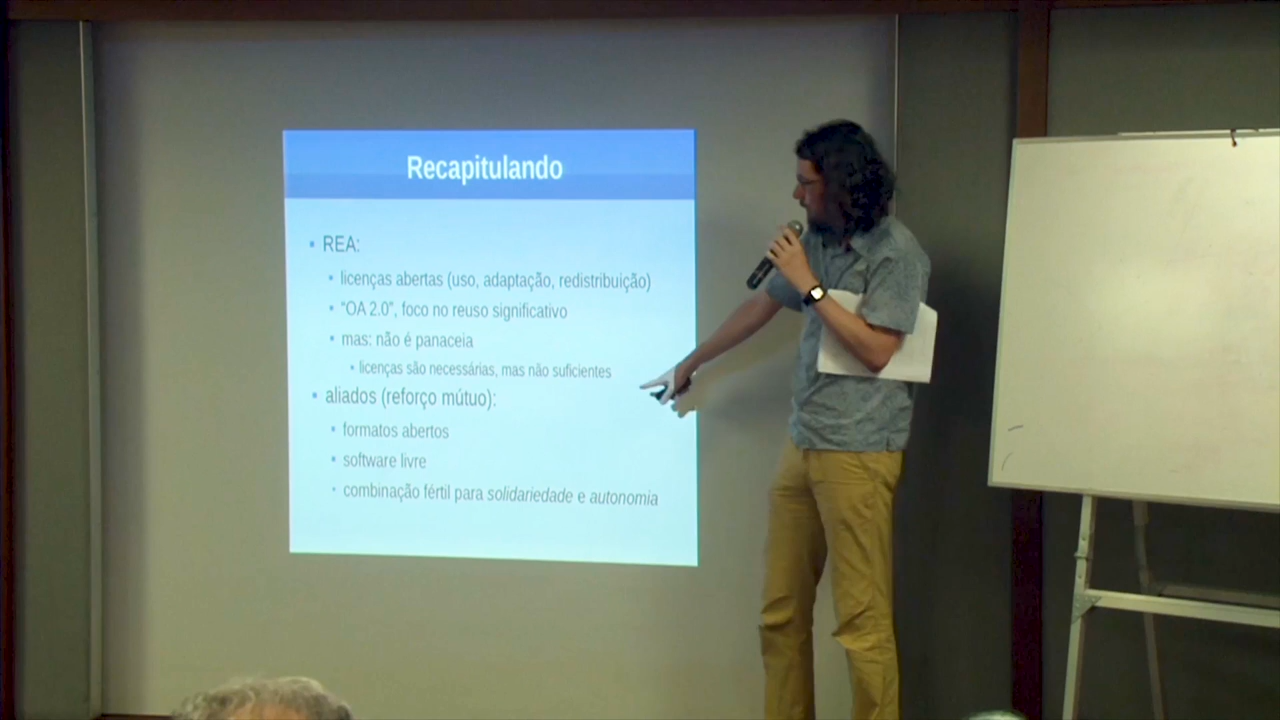 Recapitulando
REA:
licenças abertas (uso, adaptação, redistribuição)
“OA 2.0”, foco no reuso significativo
mas: não é panaceia
licenças são necessárias, mas não suficientes
aliados (reforço mútuo):
formatos abertos
software livre
combinação fértil para solidariedade e autonomia